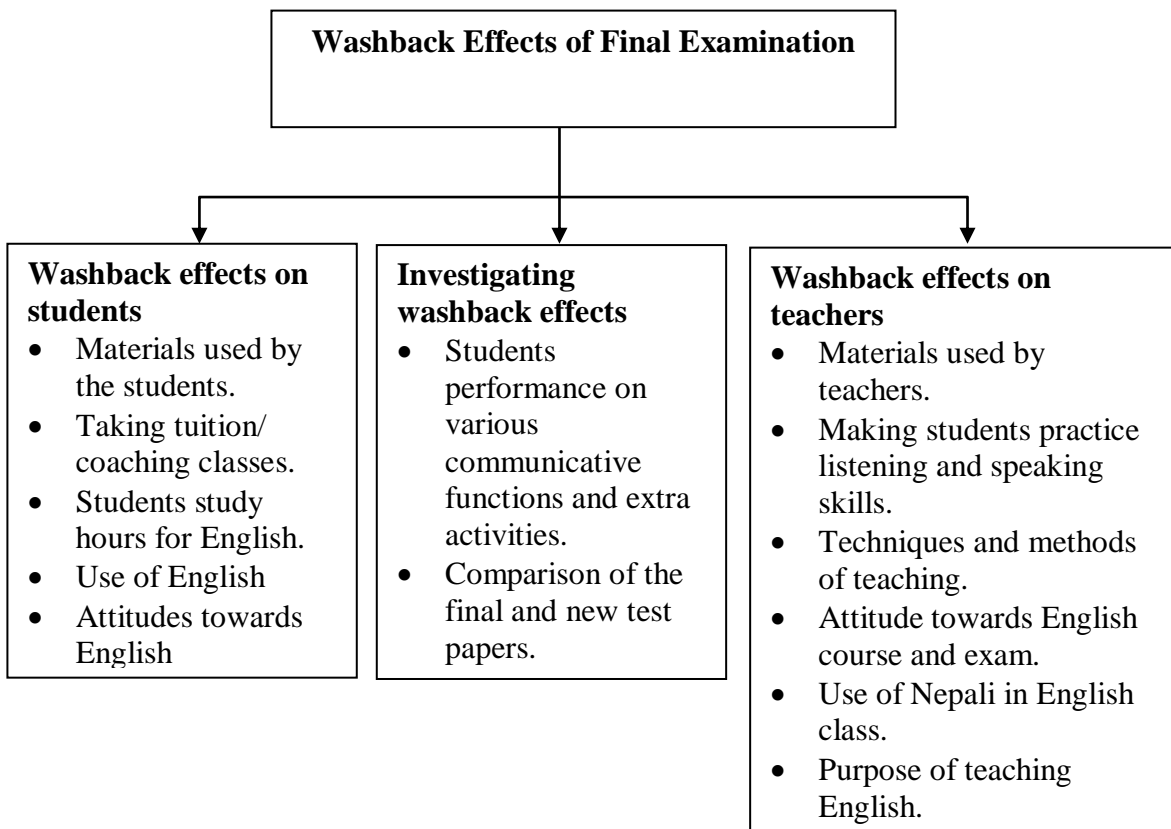 Washback Effects of Final Examination
Washback effects on
students
• Materials used by
the students.
• Taking tuition/
coaching classes.
• Students study
hours for English.
• Use of English
• Attitudes towards
English
Investigating
washback effects
• Students
performance on
various
communicative
functions and extra
activities.
• Comparison of the
final and new test
papers.
Washback effects on
teachers
• Materials used by
teachers.
• Making students practice
listening and speaking
skills.
• Techniques and methods
of teaching.
• Attitude towards English
course and exam.
• Use of Nepali in English
class.
• Purpose of teaching
English.